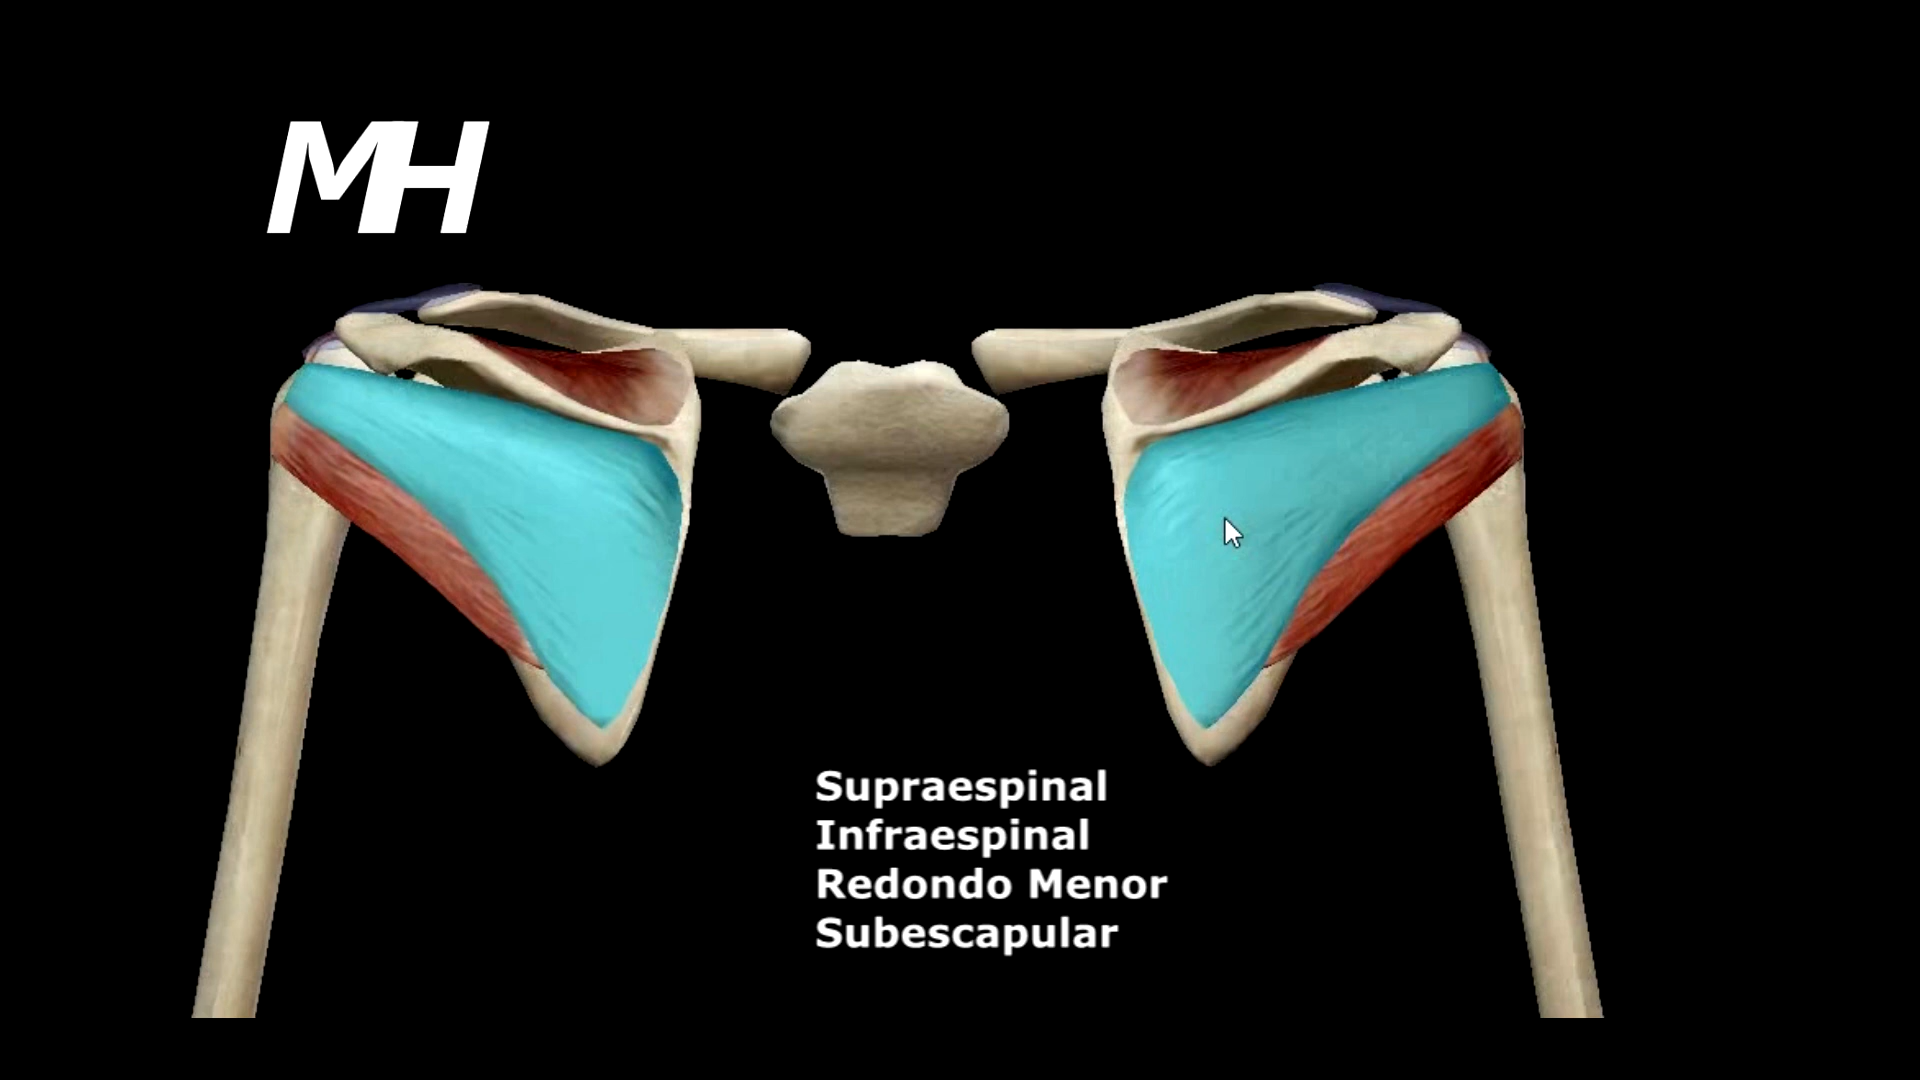 MH
Supraespinal
Infraespinal
Redondo Menor
Subescapular